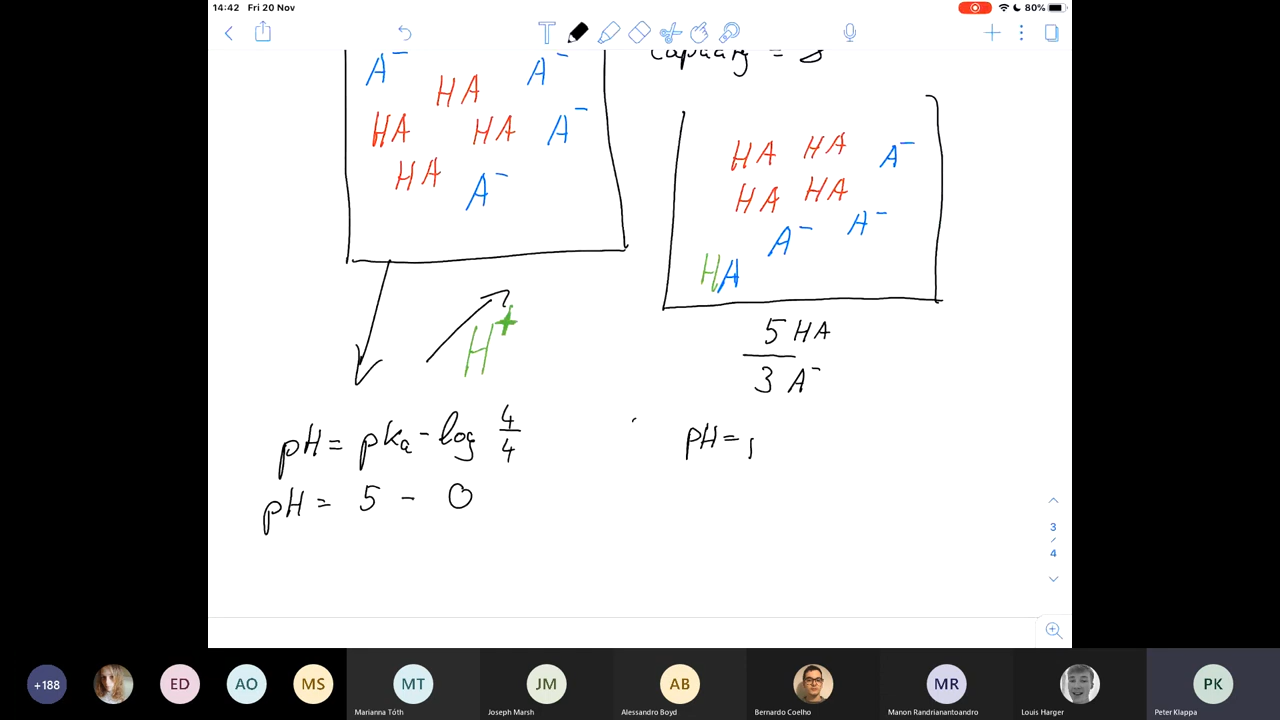 14:42 Fri 20 Nov
80%
T
capacity = 8
A⁻ A⁻
HA
HA HA A⁻
HA A⁻
HA HA A⁻
HA HA
A⁻ A⁻
HA
H⁺
5 HA
3 A⁻
pH = pKa - log 4/4
pH = 5 - 0
pH =
3
/
4
+188
ED
AO
MS
MT
Marianna Tóth
JM
Joseph Marsh
AB
Alessandro Boyd
Bernardo Coelho
MR
Manon Randrianantoandro
Louis Harger
PK
Peter Klappa